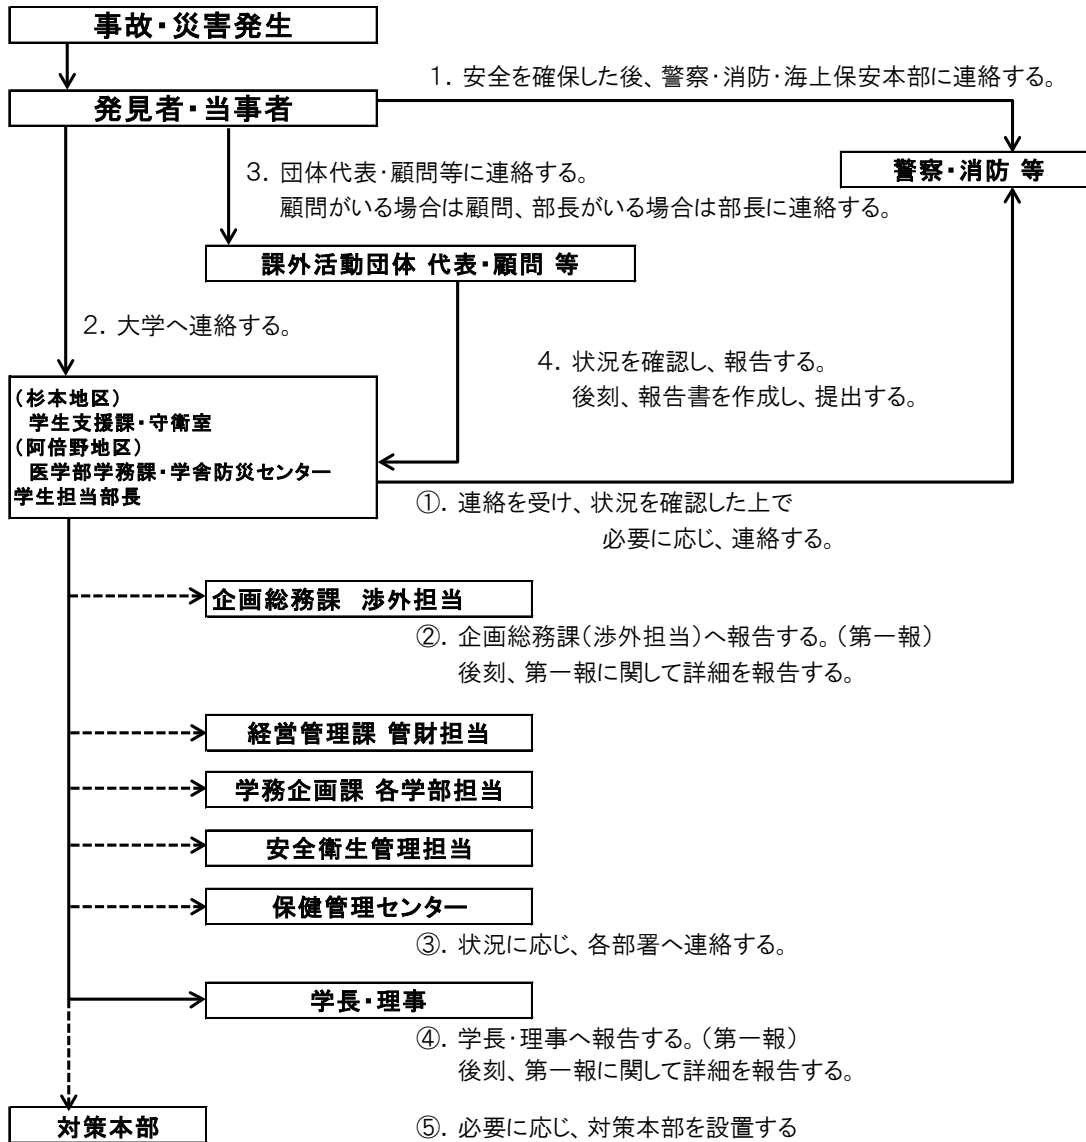 事故・災害発生
1. 安全を確保した後、警察・消防・海上保安本部に連絡する。
発見者・当事者
警察・消防 等
3. 団体代表・顧問等に連絡する。
顧問がいる場合は顧問、部長がいる場合は部長に連絡する。
課外活動団体 代表・顧問 等
2. 大学へ連絡する。
4. 状況を確認し、報告する。
後刻、報告書を作成し、提出する。
(杉本地区)
学生支援課・守衛室
(阿倍野地区)
医学部学務課・学舎防災センター
学生担当部長
①. 連絡を受け、状況を確認した上で
必要に応じ、連絡する。
企画総務課 渉外担当
②. 企画総務課(渉外担当)へ報告する。(第一報)
後刻、第一報に関して詳細を報告する。
経営管理課 管財担当
学務企画課 各学部担当
安全衛生管理担当
保健管理センター
③. 状況に応じ、各部署へ連絡する。
学長・理事
④. 学長・理事へ報告する。(第一報)
後刻、第一報に関して詳細を報告する。
対策本部
⑤. 必要に応じ、対策本部を設置する